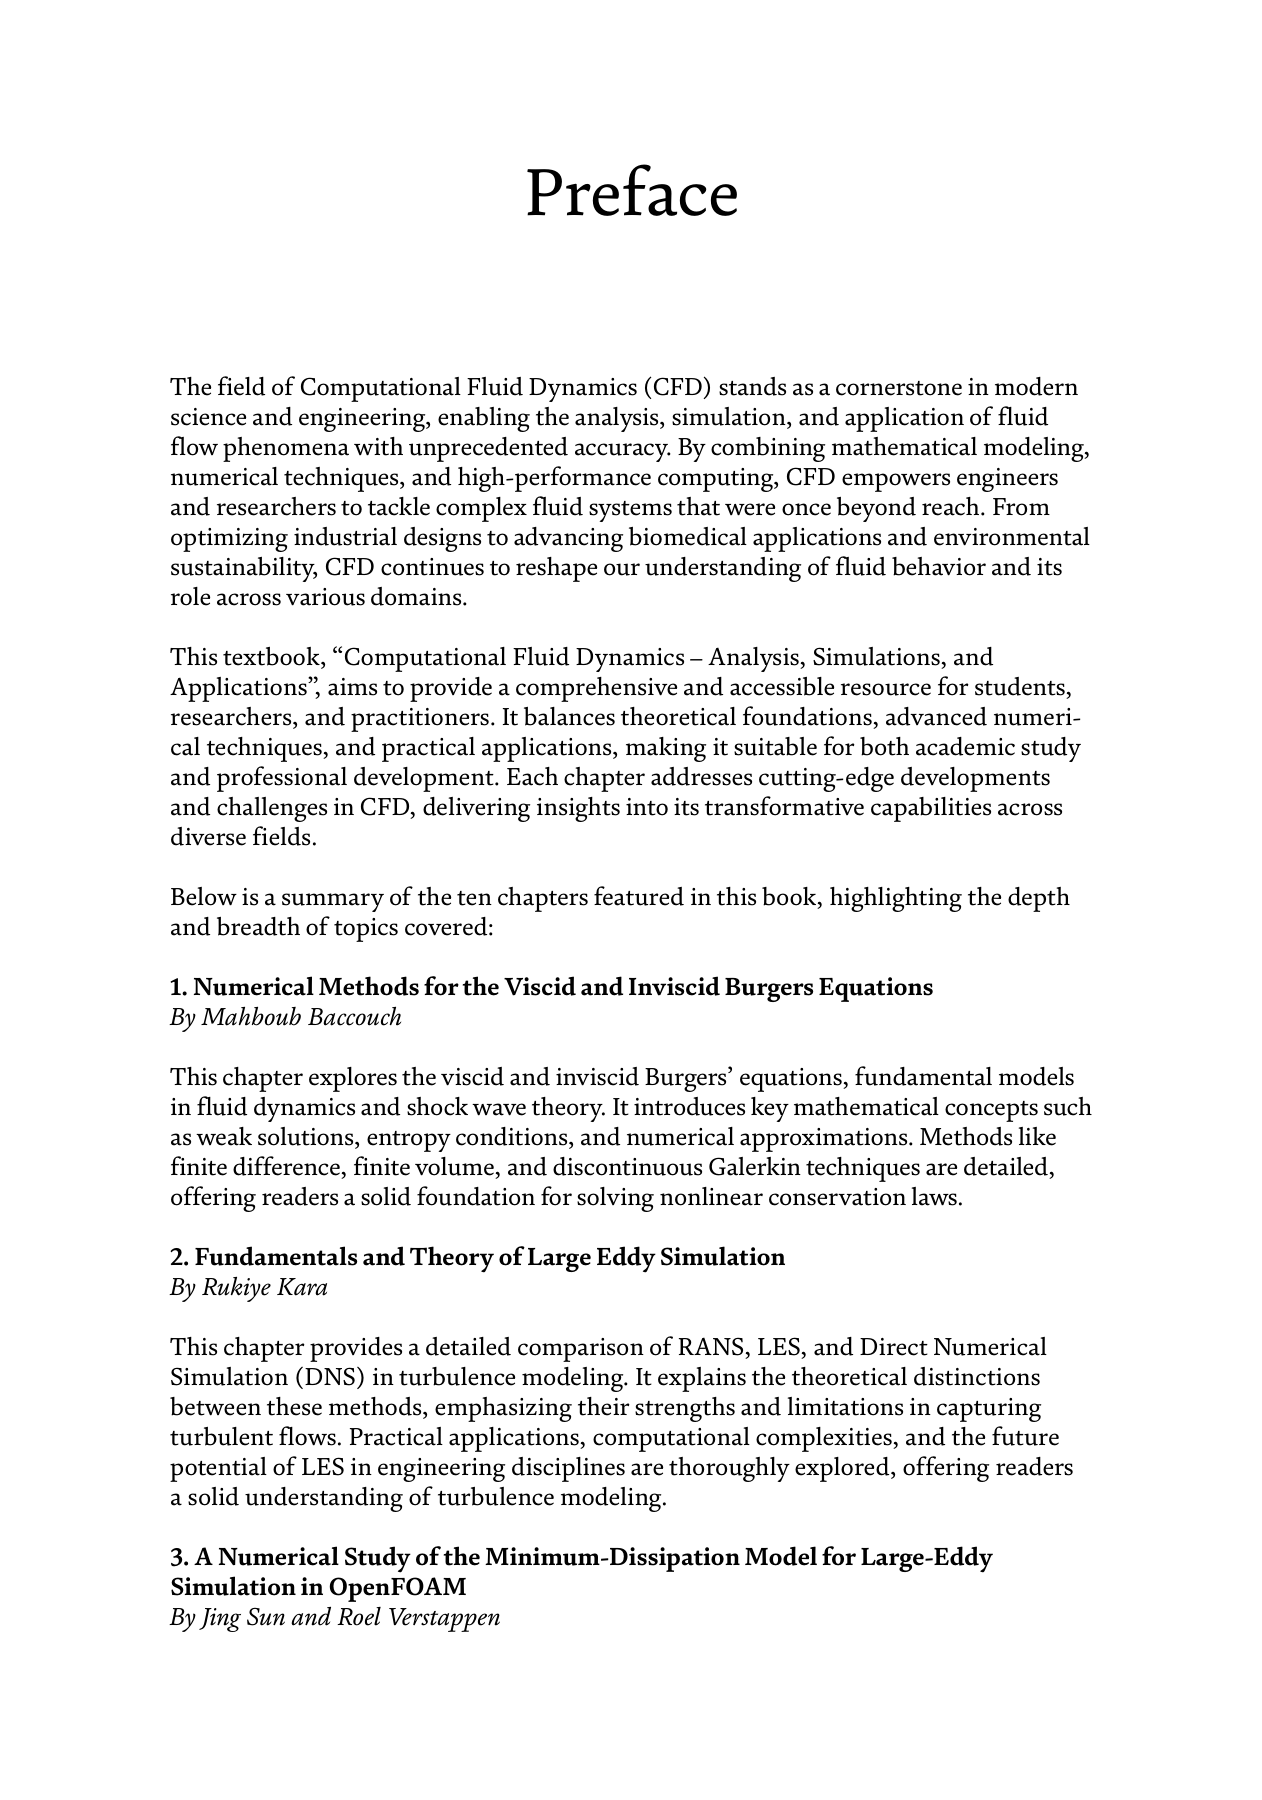 Preface
The field of Computational Fluid Dynamics (CFD) stands as a cornerstone in modern
science and engineering, enabling the analysis, simulation, and application of fluid
flow phenomena with unprecedented accuracy. By combining mathematical modeling,
numerical techniques, and high-performance computing, CFD empowers engineers
and researchers to tackle complex fluid systems that were once beyond reach. From
optimizing industrial designs to advancing biomedical applications and environmental
sustainability, CFD continues to reshape our understanding of fluid behavior and its
role across various domains.
This textbook, “Computational Fluid Dynamics – Analysis, Simulations, and
Applications”, aims to provide a comprehensive and accessible resource for students,
researchers, and practitioners. It balances theoretical foundations, advanced numeri-
cal techniques, and practical applications, making it suitable for both academic study
and professional development. Each chapter addresses cutting-edge developments
and challenges in CFD, delivering insights into its transformative capabilities across
diverse fields.
Below is a summary of the ten chapters featured in this book, highlighting the depth
and breadth of topics covered:
1. Numerical Methods for the Viscid and Inviscid Burgers Equations
By Mahboub Baccouch
This chapter explores the viscid and inviscid Burgers’ equations, fundamental models
in fluid dynamics and shock wave theory. It introduces key mathematical concepts such
as weak solutions, entropy conditions, and numerical approximations. Methods like
finite difference, finite volume, and discontinuous Galerkin techniques are detailed,
offering readers a solid foundation for solving nonlinear conservation laws.
2. Fundamentals and Theory of Large Eddy Simulation
By Rukiye Kara
This chapter provides a detailed comparison of RANS, LES, and Direct Numerical
Simulation (DNS) in turbulence modeling. It explains the theoretical distinctions
between these methods, emphasizing their strengths and limitations in capturing
turbulent flows. Practical applications, computational complexities, and the future
potential of LES in engineering disciplines are thoroughly explored, offering readers
a solid understanding of turbulence modeling.
3. A Numerical Study of the Minimum-Dissipation Model for Large-Eddy
Simulation in OpenFOAM
By Jing Sun and Roel Verstappen